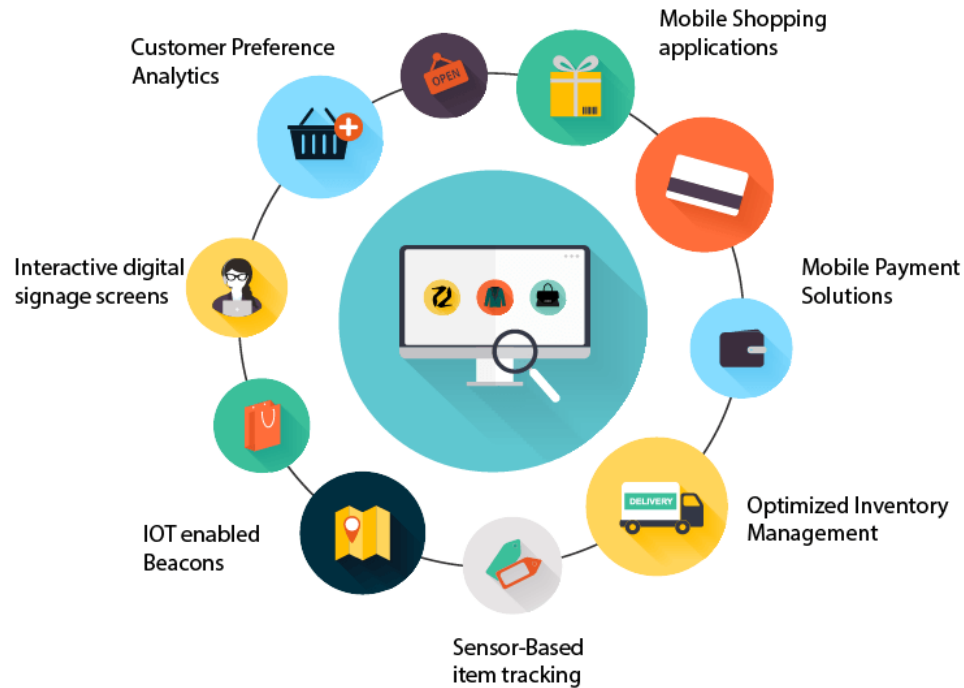 Mobile Shopping
applications
Customer Preference
Analytics
OPEN
Interactive digital
signage screens
Mobile Payment
Solutions
DELIVERY
Optimized Inventory
Management
IOT enabled
Beacons
Sensor-Based
item tracking